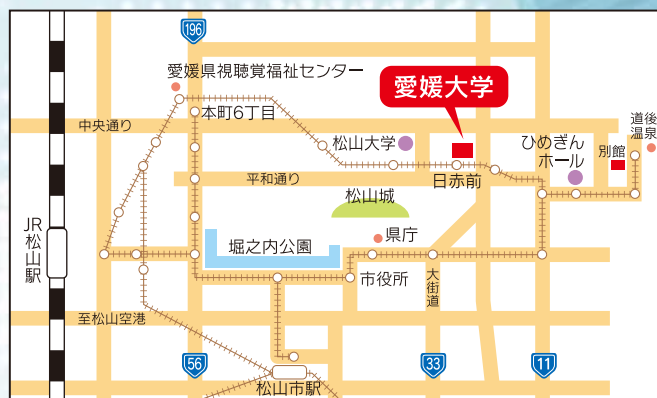 196
愛媛県視聴覚福祉センター
愛媛大学
本町6丁目
中央通り
松山大学
ひめぎん
ホール
道後
温泉
別館
日赤前
平和通り
松山城
県庁
堀之内公園
JR
松山駅
市役所
大街道
至松山空港
56
33
11
松山市駅